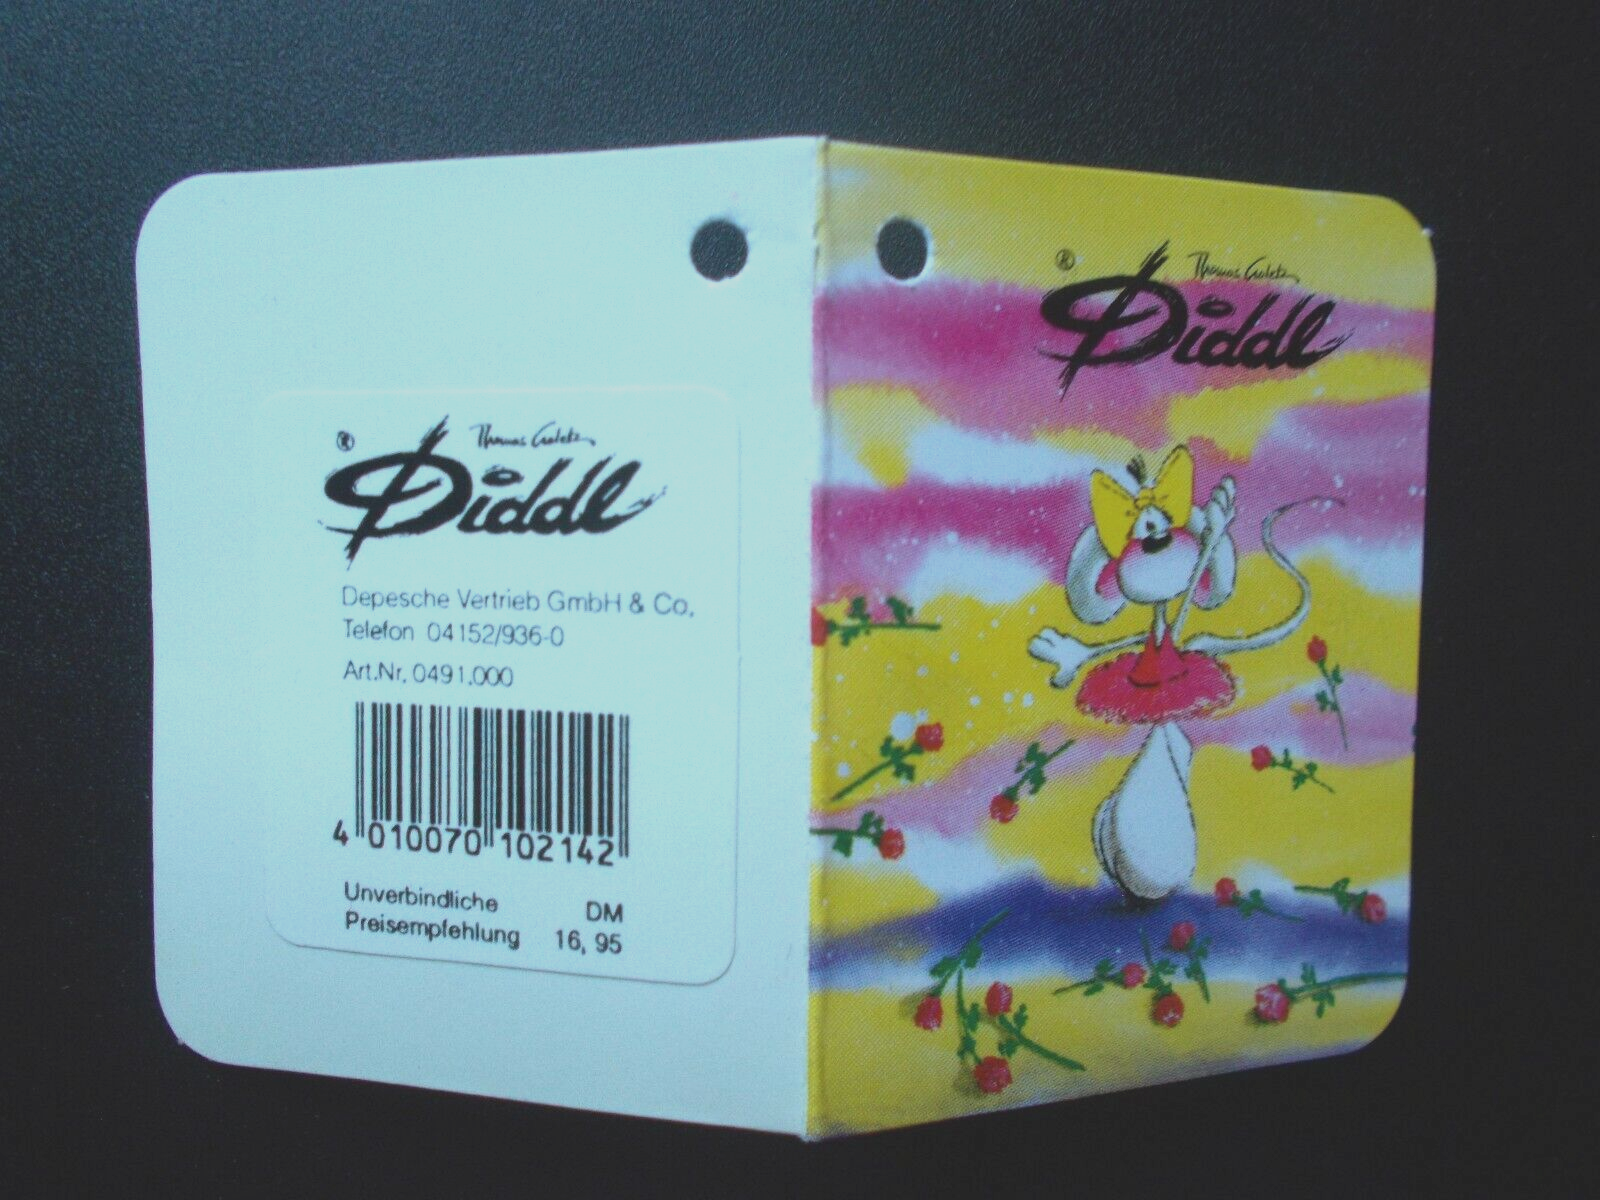 ® Thomas Goletz
Diddl
Depesche Vertrieb GmbH & Co.
Telefon 04152/936-0
Art.Nr. 0491.000
4 010070 102142
Unverbindliche DM
Preisempfehlung 16, 95
® Thomas Goletz
Diddl